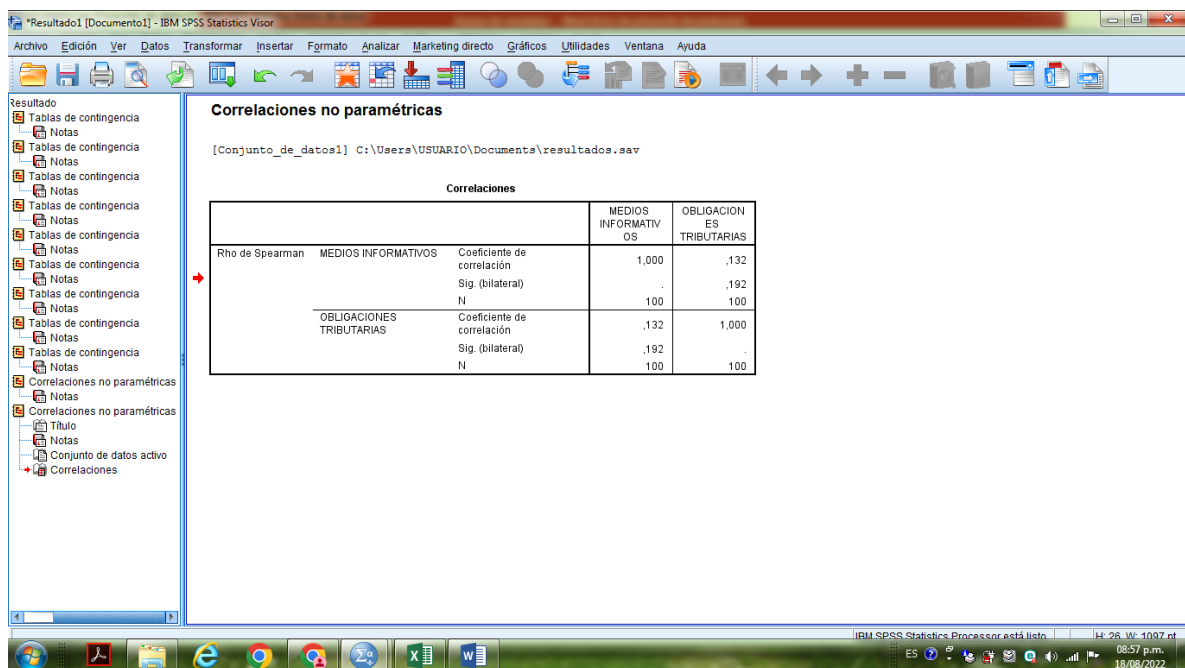 *Resultado1 [Documento1] - IBM SPSS Statistics Visor
Archivo Edición Ver Datos Transformar Insertar Formato Analizar Marketing directo Gráficos Utilidades Ventana Ayuda
Resultado
Tablas de contingencia
Notas
Tablas de contingencia
Notas
Tablas de contingencia
Notas
Tablas de contingencia
Notas
Tablas de contingencia
Notas
Tablas de contingencia
Notas
Tablas de contingencia
Notas
Tablas de contingencia
Notas
Tablas de contingencia
Notas
Correlaciones no paramétricas
Notas
Correlaciones no paramétricas
Título
Notas
Conjunto de datos activo
Correlaciones
Correlaciones no paramétricas
[Conjunto_de_datos1] C:\Users\USUARIO\Documents\resultados.sav
Correlaciones
MEDIOS INFORMATIV OS
OBLIGACION ES TRIBUTARIAS
Rho de Spearman MEDIOS INFORMATIVOS Coeficiente de correlación 1,000 ,132
Sig. (bilateral) . ,192
N 100 100
OBLIGACIONES TRIBUTARIAS Coeficiente de correlación ,132 1,000
Sig. (bilateral) ,192 .
N 100 100
IBM SPSS Statistics Processor está listo H: 26, W: 1097 pt.
ES 08:57 p.m.
18/08/2022